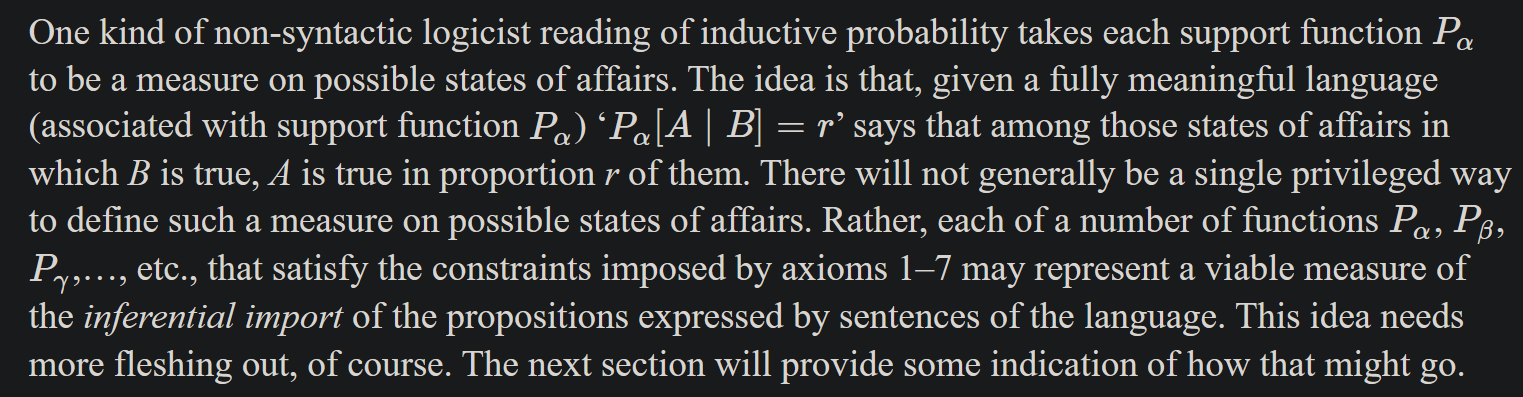 One kind of non-syntactic logicist reading of inductive probability takes each support function Pα
to be a measure on possible states of affairs. The idea is that, given a fully meaningful language
(associated with support function Pα) ‘Pα[A | B] = r’ says that among those states of affairs in
which B is true, A is true in proportion r of them. There will not generally be a single privileged way
to define such a measure on possible states of affairs. Rather, each of a number of functions Pα, Pβ,
Pγ,…, etc., that satisfy the constraints imposed by axioms 1–7 may represent a viable measure of
the inferential import of the propositions expressed by sentences of the language. This idea needs
more fleshing out, of course. The next section will provide some indication of how that might go.